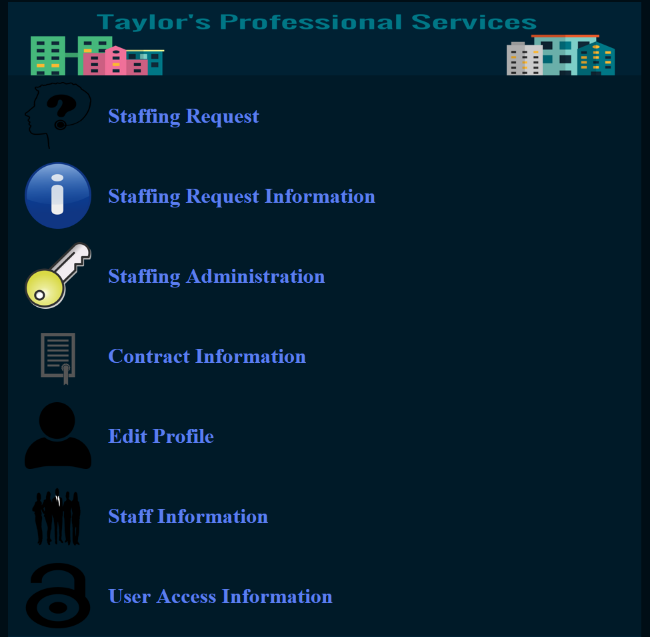 Taylor's Professional Services
Staffing Request
Staffing Request Information
Staffing Administration
Contract Information
Edit Profile
Staff Information
User Access Information